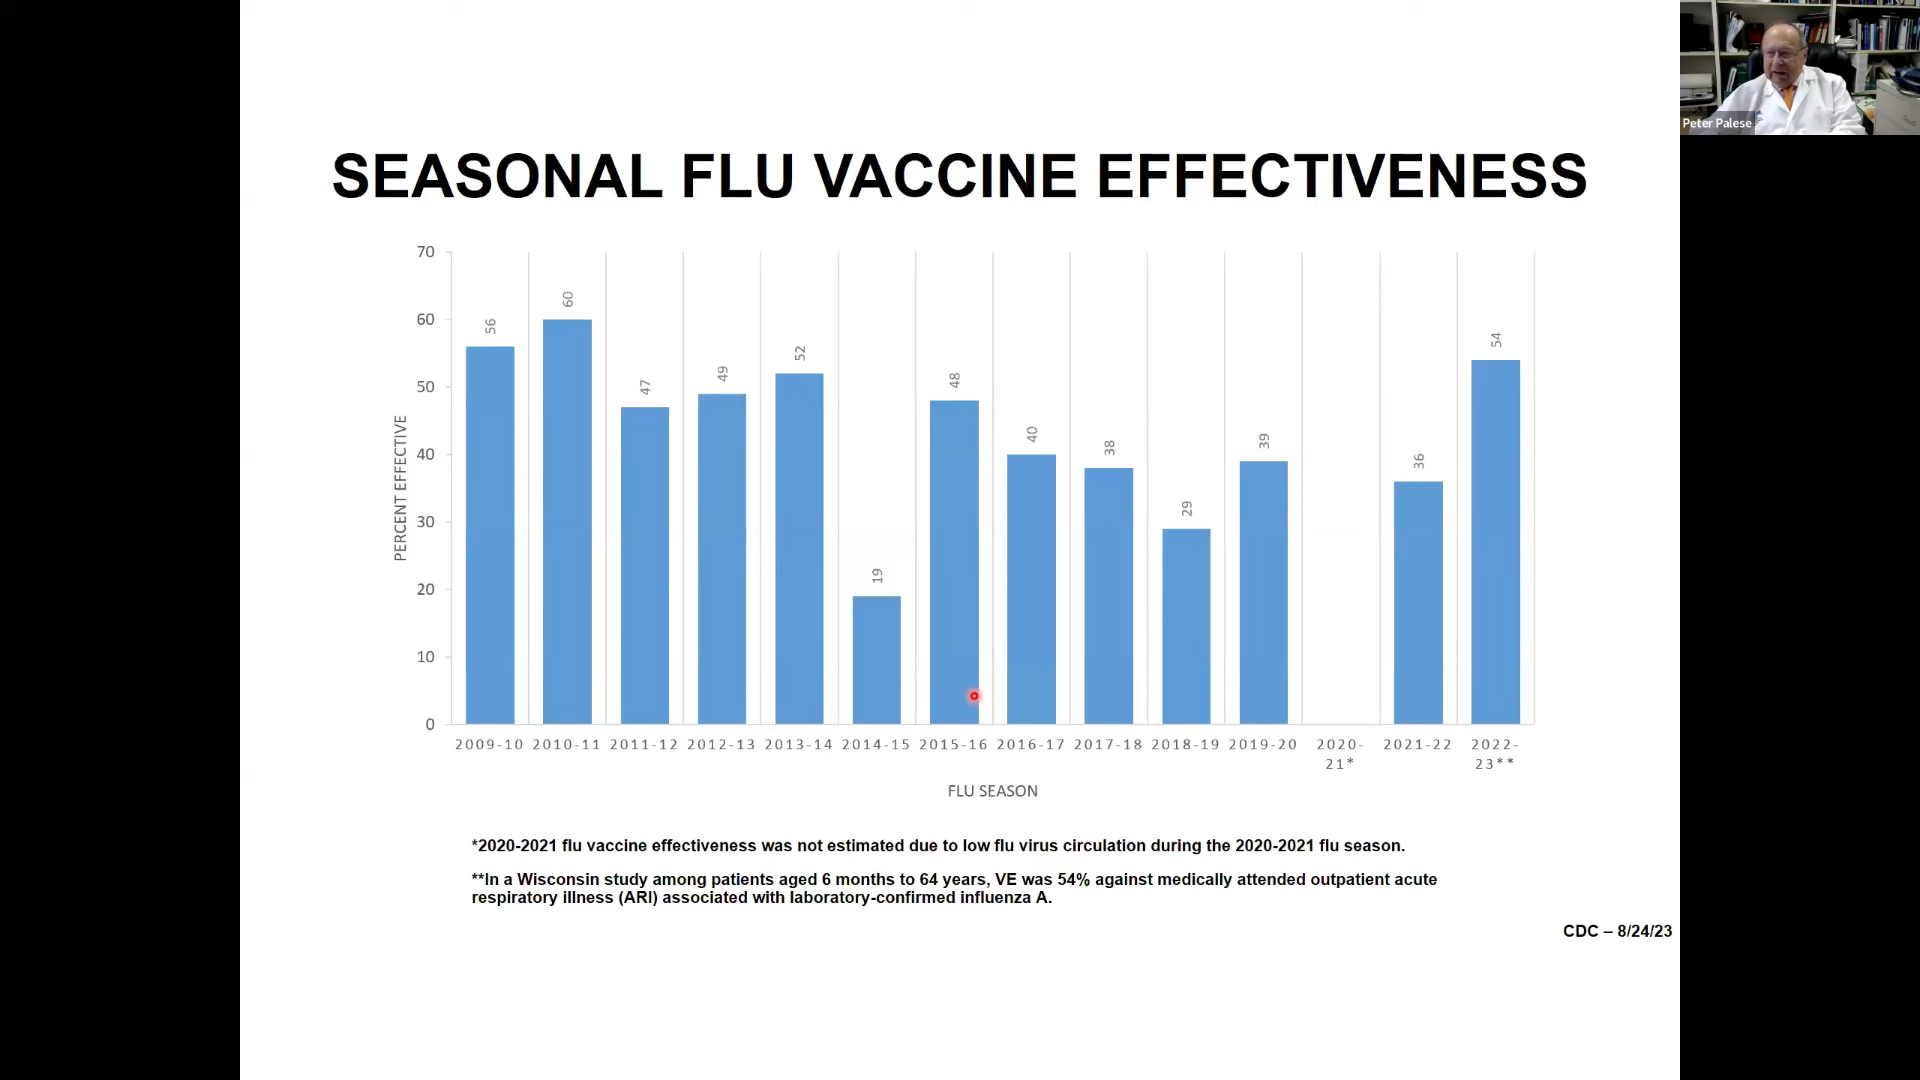 Peter Palese
SEASONAL FLU VACCINE EFFECTIVENESS
70
60
50
40
30
20
10
0
PERCENT EFFECTIVE
56
60
47
49
52
19
48
40
38
29
39
36
54
2009-10 2010-11 2011-12 2012-13 2013-14 2014-15 2015-16 2016-17 2017-18 2018-19 2019-20 2020- 2021-22 2022-
21* 23**
FLU SEASON
*2020-2021 flu vaccine effectiveness was not estimated due to low flu virus circulation during the 2020-2021 flu season.
**In a Wisconsin study among patients aged 6 months to 64 years, VE was 54% against medically attended outpatient acute
respiratory illness (ARI) associated with laboratory-confirmed influenza A.
CDC – 8/24/23